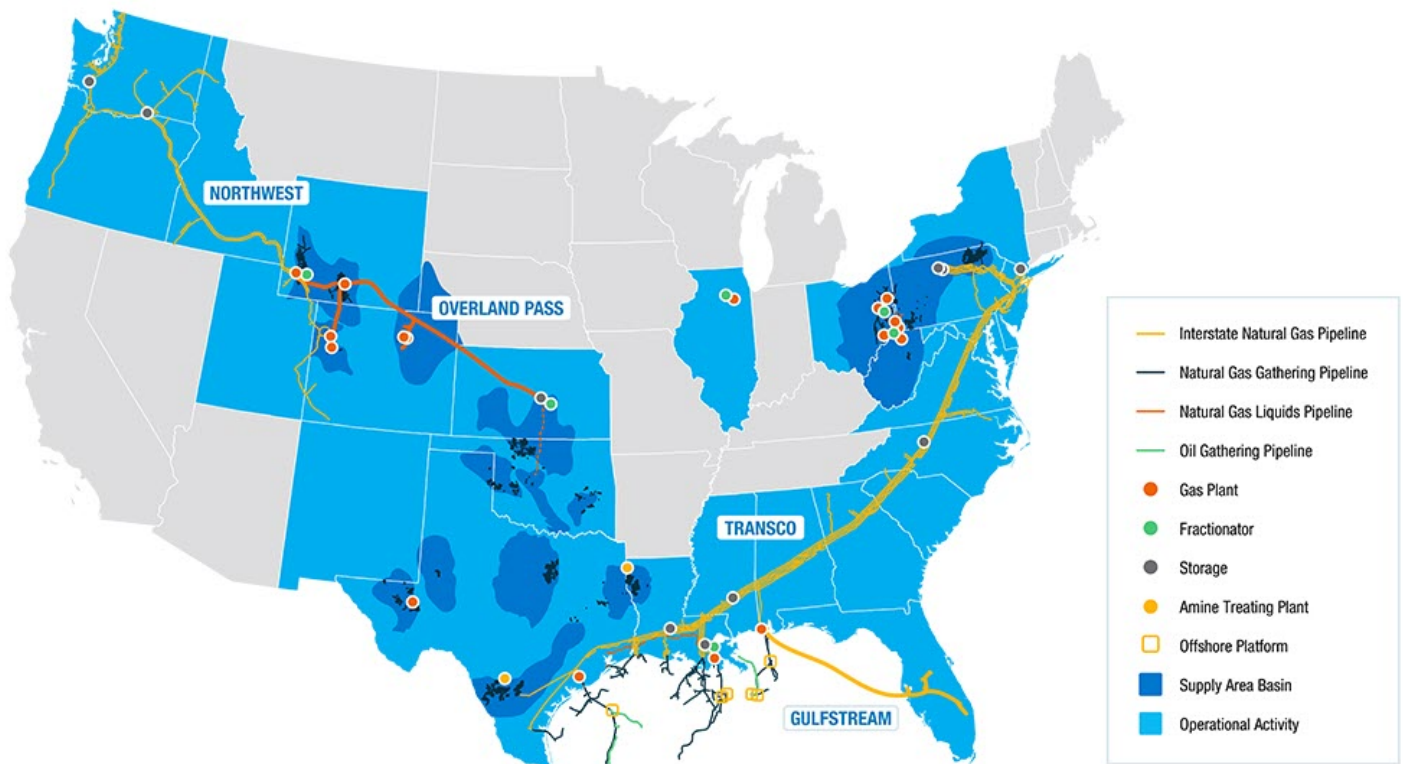 NORTHWEST
OVERLAND PASS
TRANSCO
GULFSTREAM
Interstate Natural Gas Pipeline
Natural Gas Gathering Pipeline
Natural Gas Liquids Pipeline
Oil Gathering Pipeline
Gas Plant
Fractionator
Storage
Amine Treating Plant
Offshore Platform
Supply Area Basin
Operational Activity